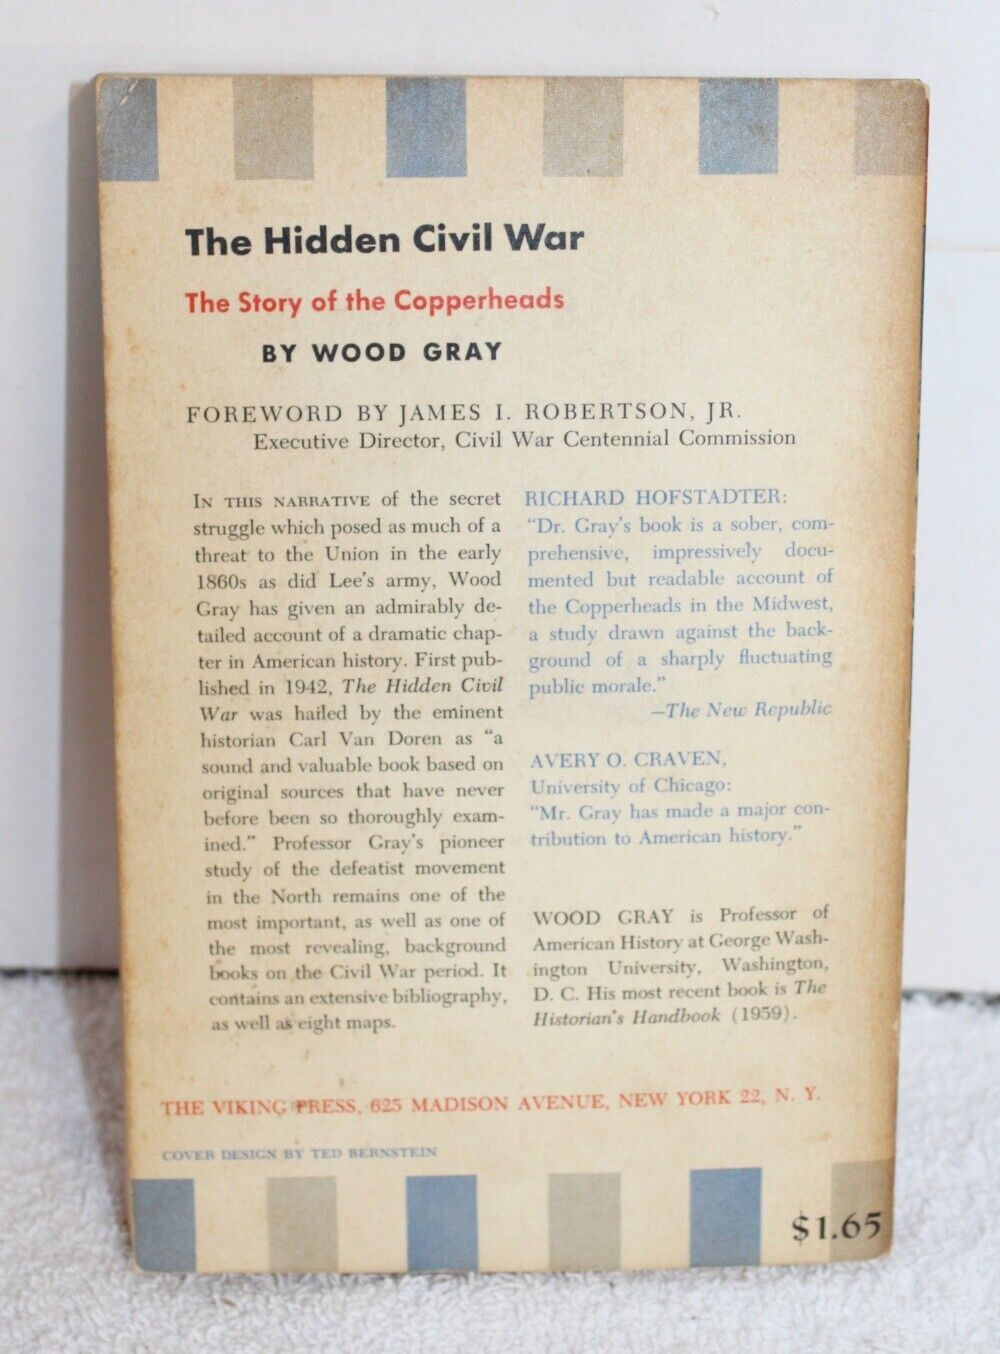 The Hidden Civil War
The Story of the Copperheads
BY WOOD GRAY
FOREWORD BY JAMES I. ROBERTSON, JR.
Executive Director, Civil War Centennial Commission
IN THIS NARRATIVE of the secret
struggle which posed as much of a
threat to the Union in the early
1860s as did Lee's army, Wood
Gray has given an admirably de-
tailed account of a dramatic chap-
ter in American history. First pub-
lished in 1942, The Hidden Civil
War was hailed by the eminent
historian Carl Van Doren as "a
sound and valuable book based on
original sources that have never
before been so thoroughly exam-
ined." Professor Gray's pioneer
study of the defeatist movement
in the North remains one of the
most important, as well as one of
the most revealing, background
books on the Civil War period. It
contains an extensive bibliography,
as well as eight maps.
RICHARD HOFSTADTER:
"Dr. Gray's book is a sober, com-
prehensive, impressively docu-
mented but readable account of
the Copperheads in the Midwest,
a study drawn against the back-
ground of a sharply fluctuating
public morale."
—The New Republic
AVERY O. CRAVEN,
University of Chicago:
"Mr. Gray has made a major con-
tribution to American history."
WOOD GRAY is Professor of
American History at George Wash-
ington University, Washington,
D. C. His most recent book is The
Historian's Handbook (1959).
THE VIKING PRESS, 625 MADISON AVENUE, NEW YORK 22, N. Y.
COVER DESIGN BY TED BERNSTEIN
$1.65